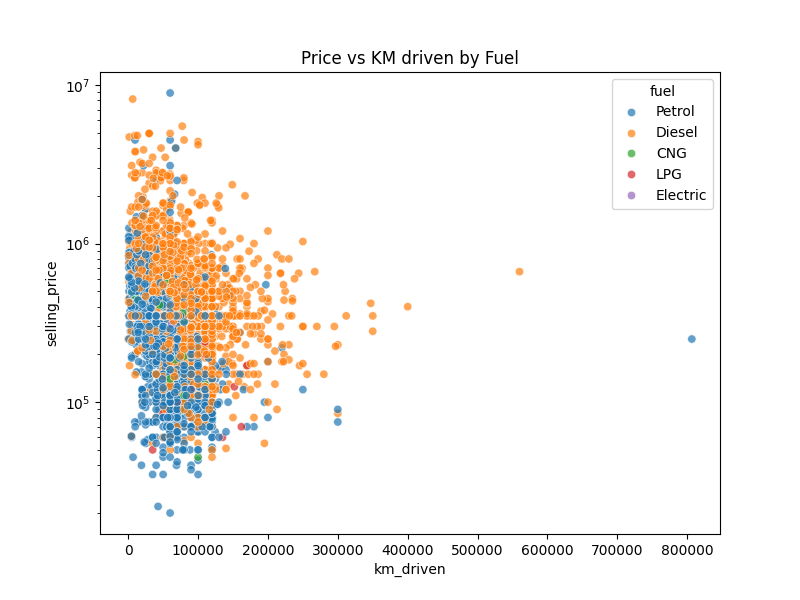 Price vs KM driven by Fuel
fuel
Petrol
Diesel
CNG
LPG
Electric
selling_price
10^7
10^6
10^5
0 100000 200000 300000 400000 500000 600000 700000 800000
km_driven